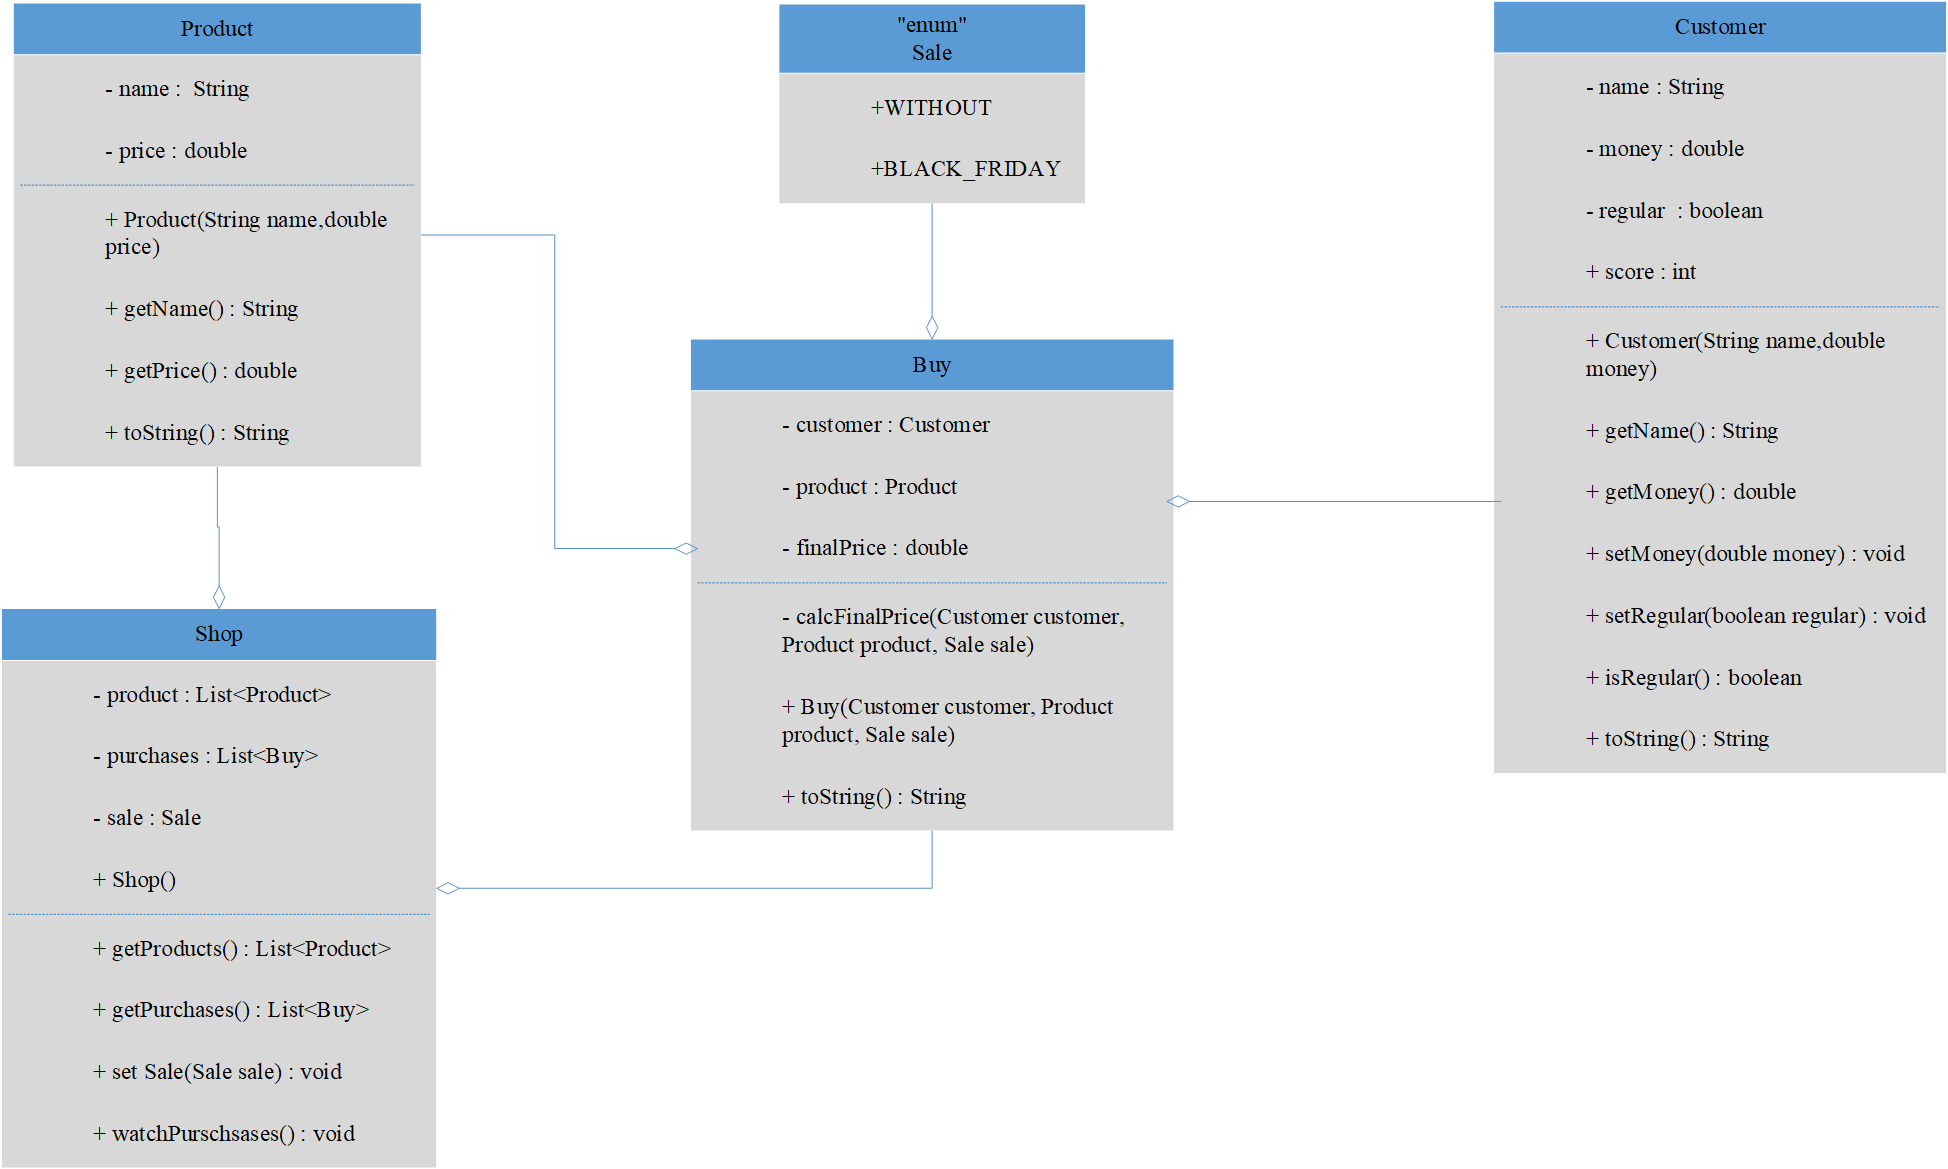 Product
- name :  String
- price : double
+ Product(String name,double
price)
+ getName() : String
+ getPrice() : double
+ toString() : String
"enum"
Sale
+WITHOUT
+BLACK_FRIDAY
Customer
- name : String
- money : double
- regular  : boolean
+ score : int
+ Customer(String name,double
money)
+ getName() : String
+ getMoney() : double
+ setMoney(double money) : void
+ setRegular(boolean regular) : void
+ isRegular() : boolean
+ toString() : String
Buy
- customer : Customer
- product : Product
- finalPrice : double
- calcFinalPrice(Customer customer,
Product product, Sale sale)
+ Buy(Customer customer, Product
product, Sale sale)
+ toString() : String
Shop
- product : List<Product>
- purchases : List<Buy>
- sale : Sale
+ Shop()
+ getProducts() : List<Product>
+ getPurchases() : List<Buy>
+ set Sale(Sale sale) : void
+ watchPurschsases() : void